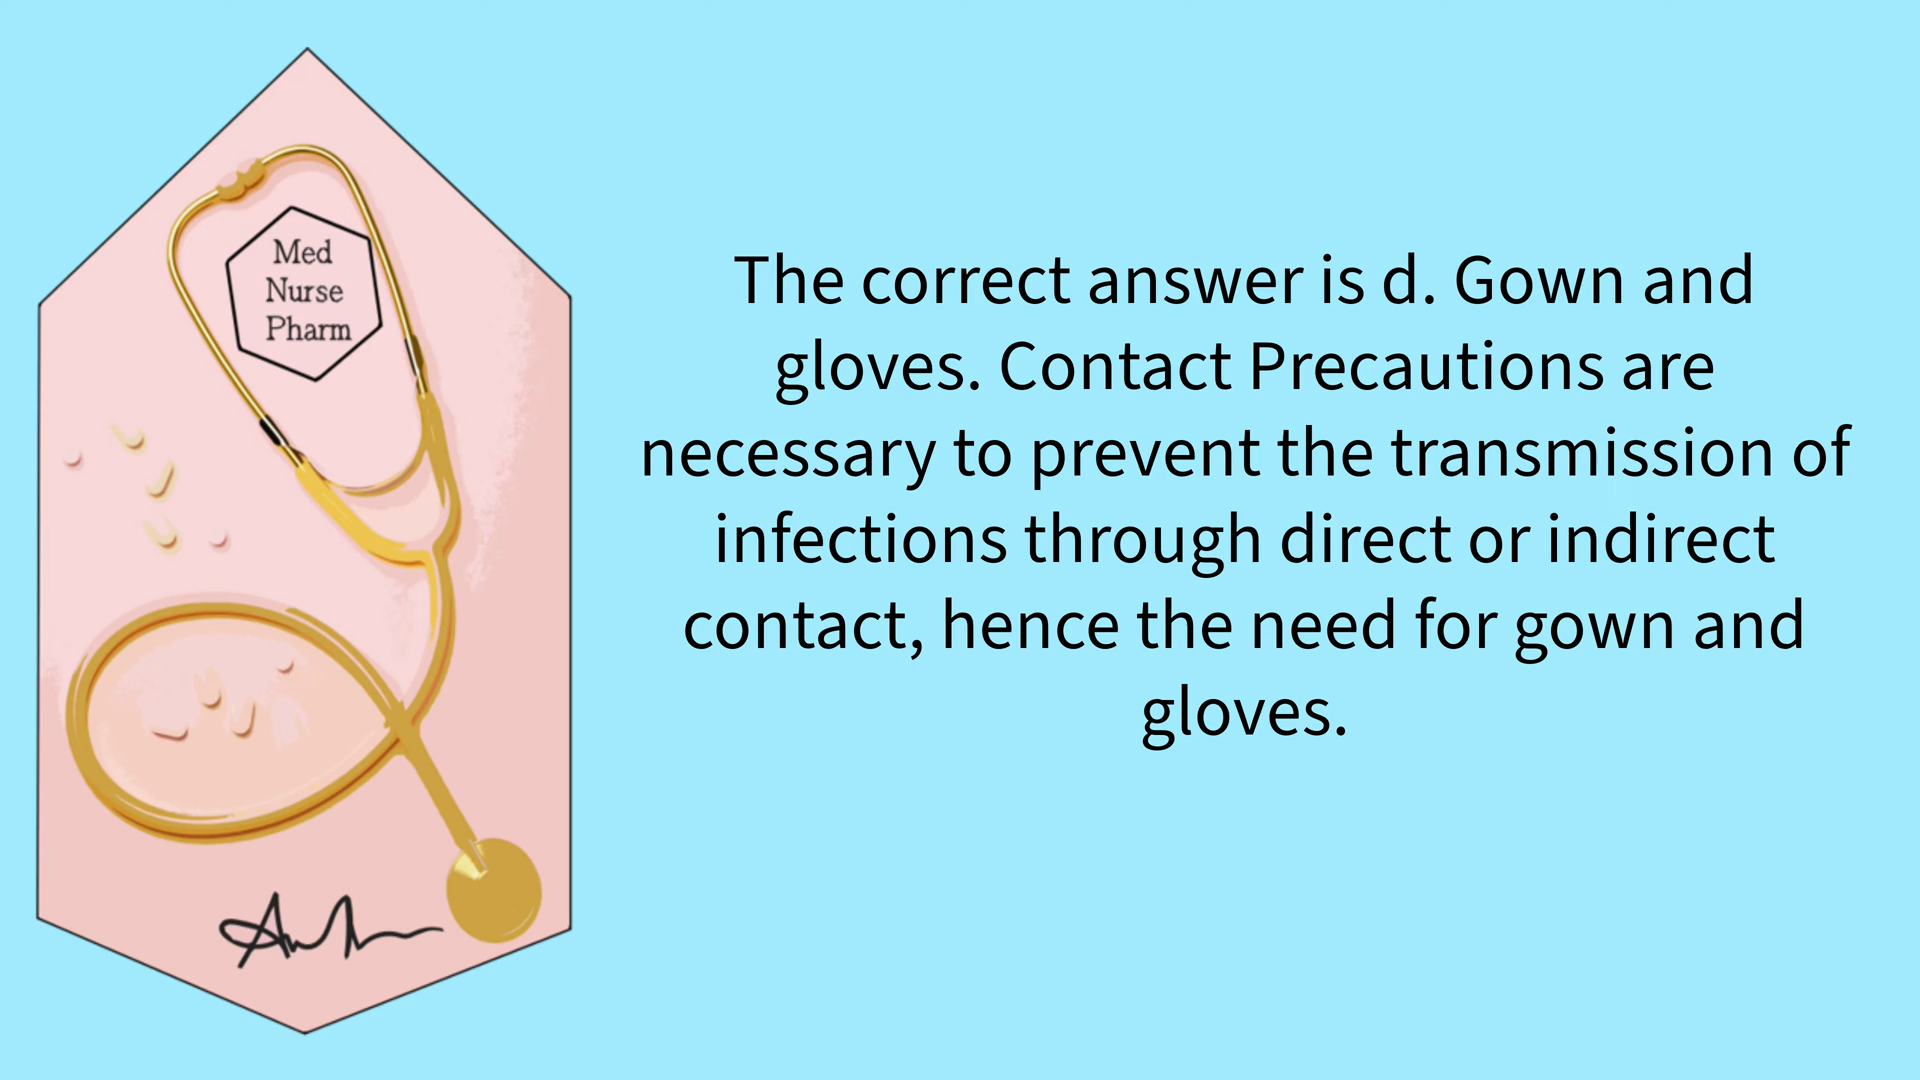 Med
Nurse
Pharm
The correct answer is d. Gown and
gloves. Contact Precautions are
necessary to prevent the transmission of
infections through direct or indirect
contact, hence the need for gown and
gloves.